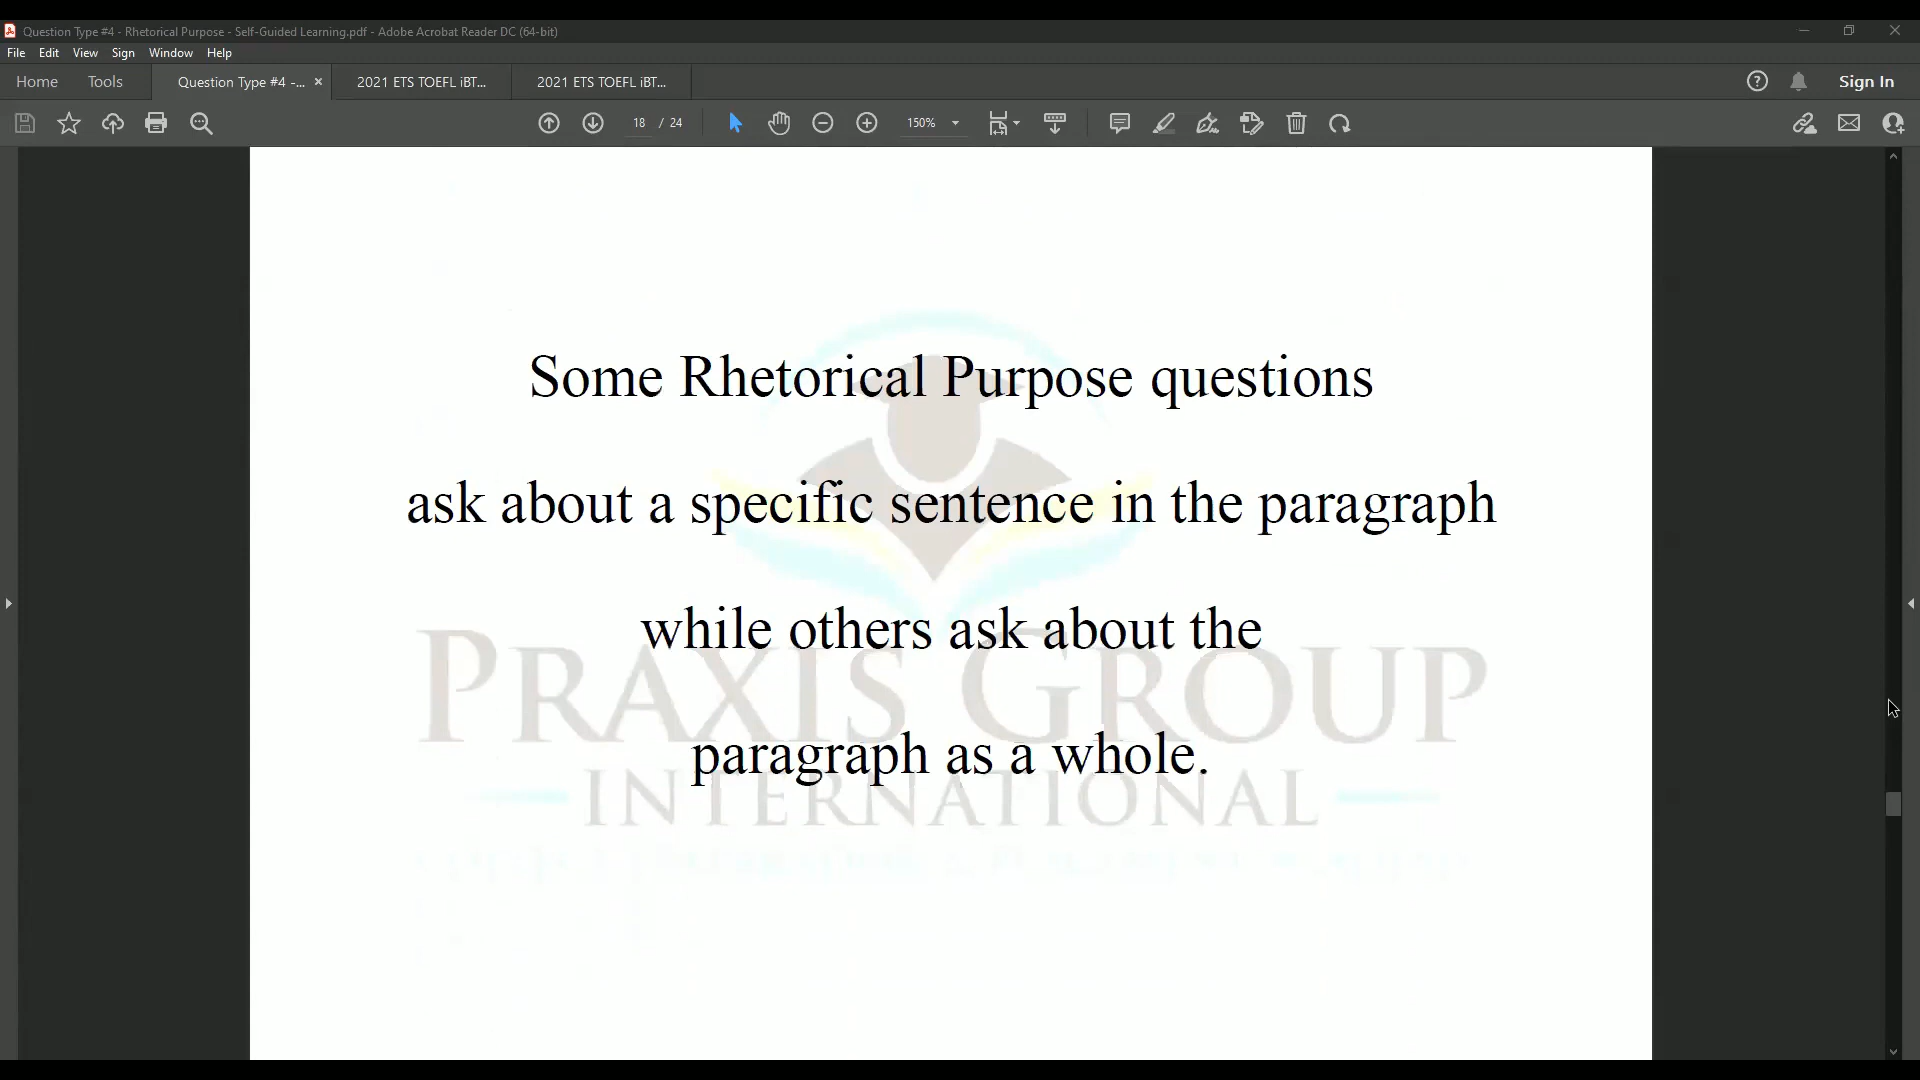 Question Type #4 - Rhetorical Purpose - Self-Guided Learning.pdf - Adobe Acrobat Reader DC (64-bit)
File Edit View Sign Window Help
Home Tools Question Type #4 -... × 2021 ETS TOEFL iBT... 2021 ETS TOEFL iBT... Sign In
18 / 24 150%
Some Rhetorical Purpose questions
ask about a specific sentence in the paragraph
while others ask about the
paragraph as a whole.
PRAXIS GROUP
INTERNATIONAL